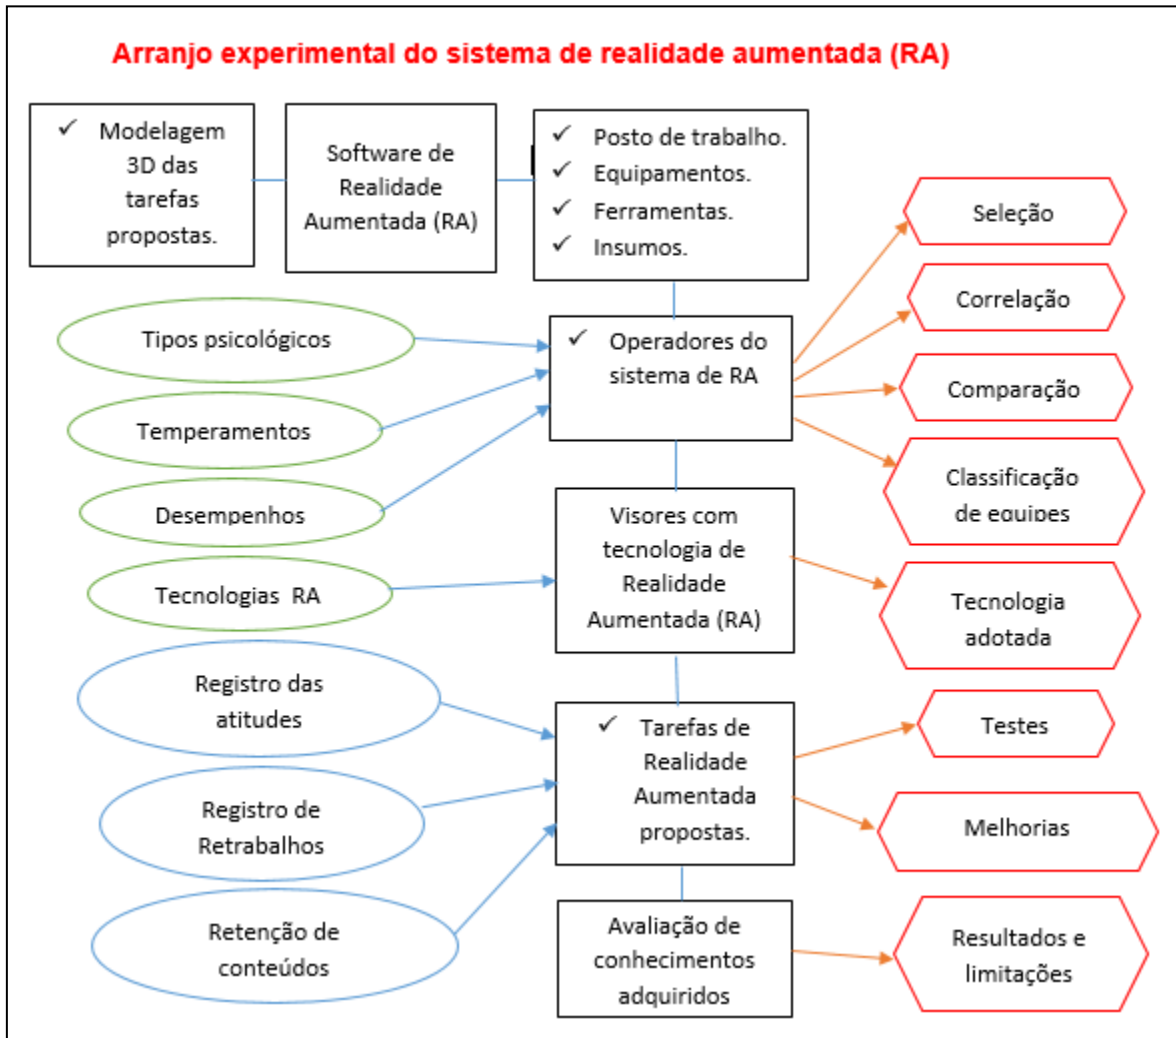 Arranjo experimental do sistema de realidade aumentada (RA)
✓ Modelagem
3D das
tarefas
propostas.
Software de
Realidade
Aumentada (RA)
✓ Posto de trabalho.
✓ Equipamentos.
✓ Ferramentas.
✓ Insumos.
Seleção
Correlação
Comparação
Classificação
de equipes
Tipos psicológicos
Temperamentos
Desempenhos
✓ Operadores do
sistema de RA
Tecnologias RA
Visores com
tecnologia de
Realidade
Aumentada (RA)
Tecnologia
adotada
Registro das
atitudes
Registro de
Retrabalhos
Retenção de
conteúdos
✓ Tarefas de
Realidade
Aumentada
propostas.
Testes
Melhorias
Avaliação de
conhecimentos
adquiridos
Resultados e
limitações